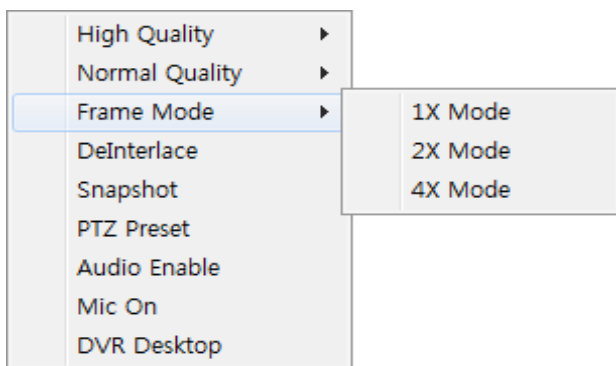 High Quality
Normal Quality
Frame Mode
1X Mode
DeInterlace
2X Mode
Snapshot
4X Mode
PTZ Preset
Audio Enable
Mic On
DVR Desktop